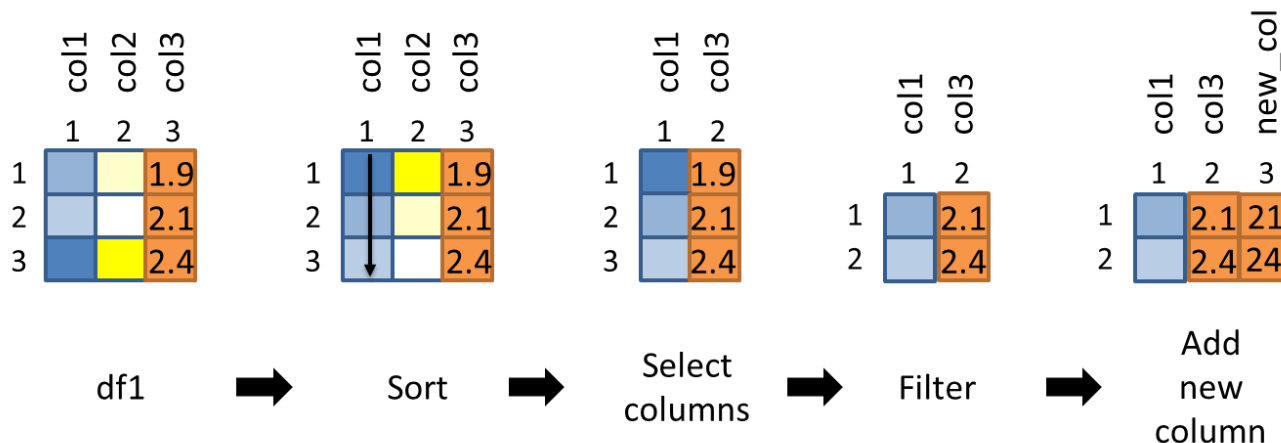 col1 col2 col3
1 2 3
1 1.9
2 2.1
3 2.4
df1
col1 col2 col3
1 2 3
1 1.9
2 2.1
3 2.4
Sort
col1 col3
1 2
1 1.9
2 2.1
3 2.4
Select
columns
col1 col3
1 2
1 2.1
2 2.4
Filter
col1 col3 new_col
1 2 3
1 2.1 21
2 2.4 24
Add
new
column